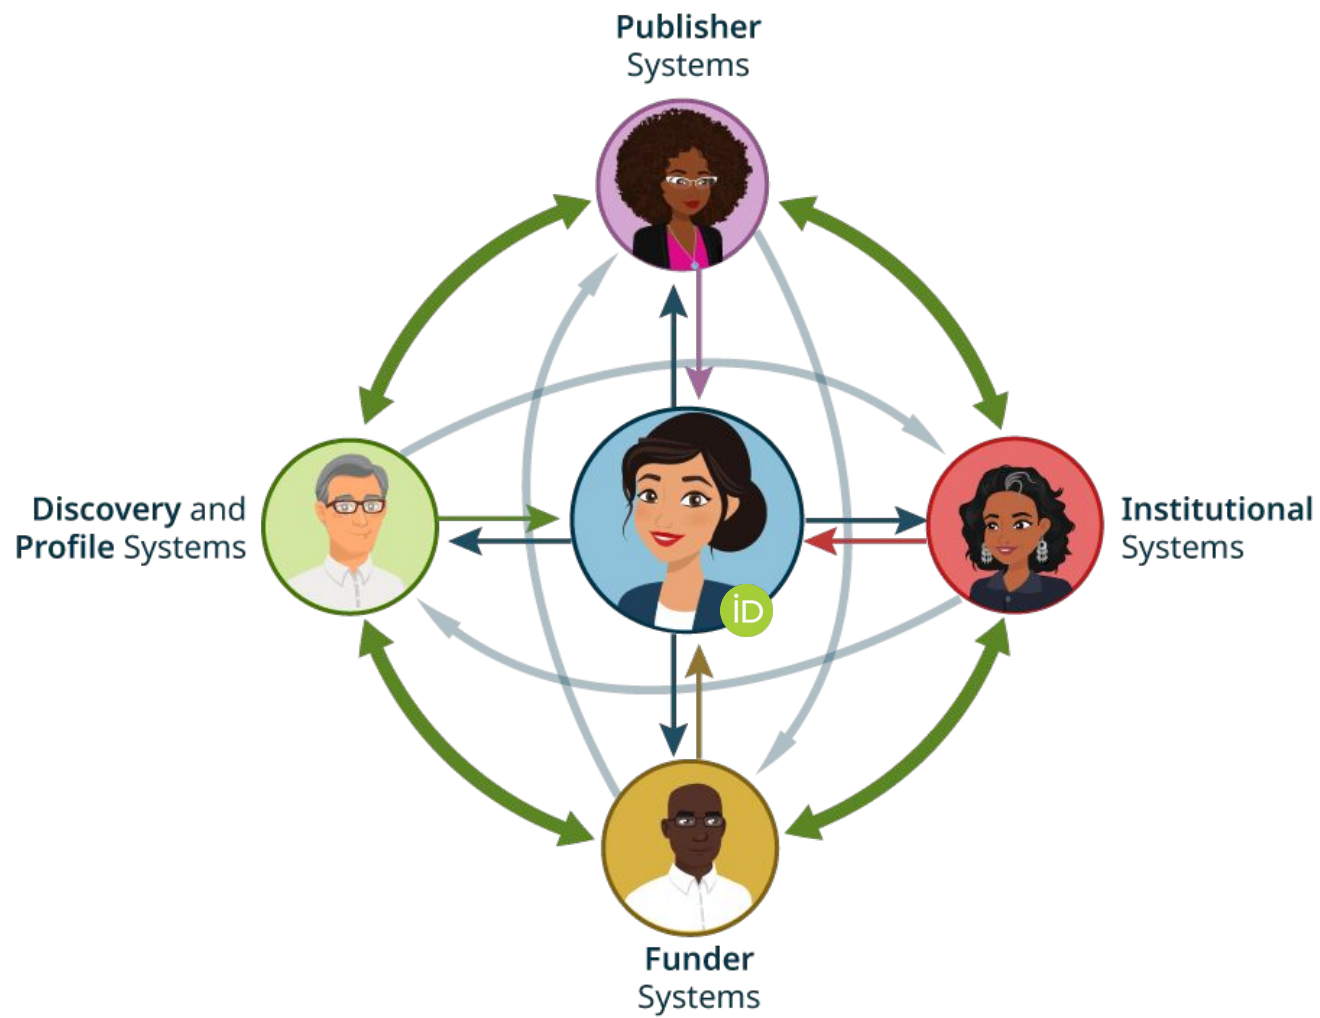 Publisher
Systems
Discovery and
Profile Systems
iD
Institutional
Systems
Funder
Systems